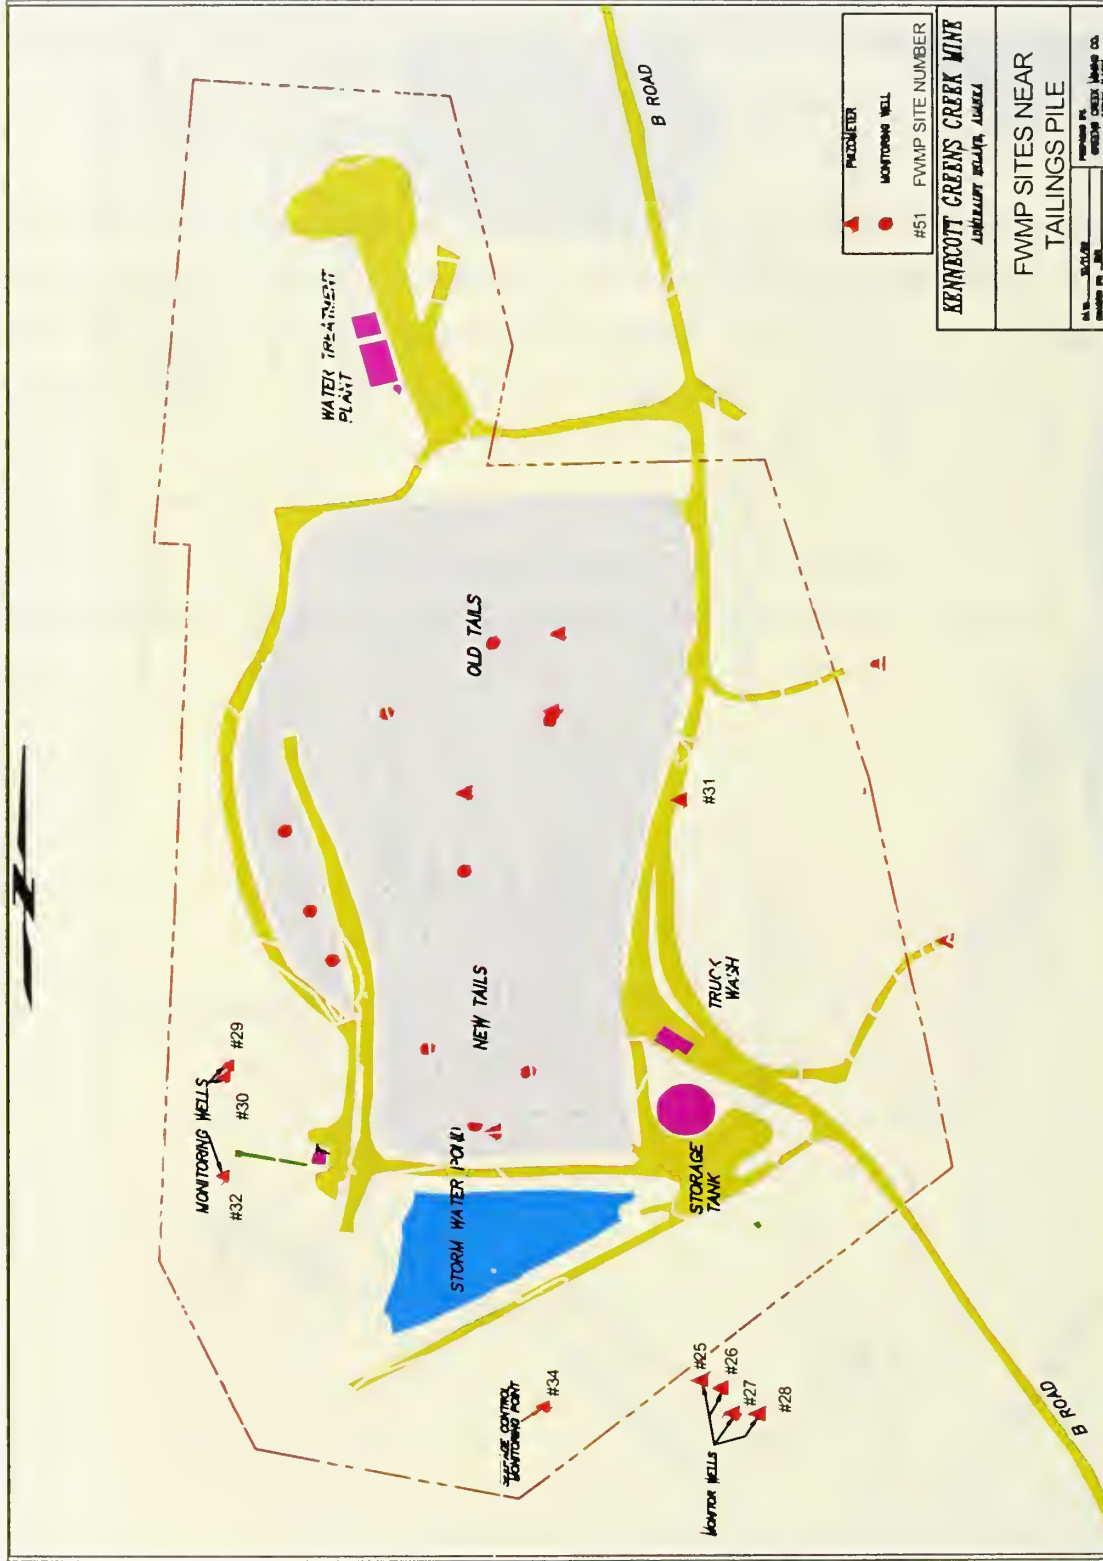 WATER TREATMENT
PLANT
B ROAD
OLD TAILS
NEW TAILS
#31
TRUCK
WASH
STORAGE
TANK
STORM WATER POND
MONITORING WELLS
#29
#30
#32
CONTROL
MONITORING POINT
#34
#25
#26
#27
#28
MONITOR WELLS
B ROAD
PIEZOMETER
MONITORING WELL
#51 FWMP SITE NUMBER
KENNECOTT GREENS CREEK MINE
ADMIRALTY ISLAND, ALASKA
FWMP SITES NEAR
TAILINGS PILE